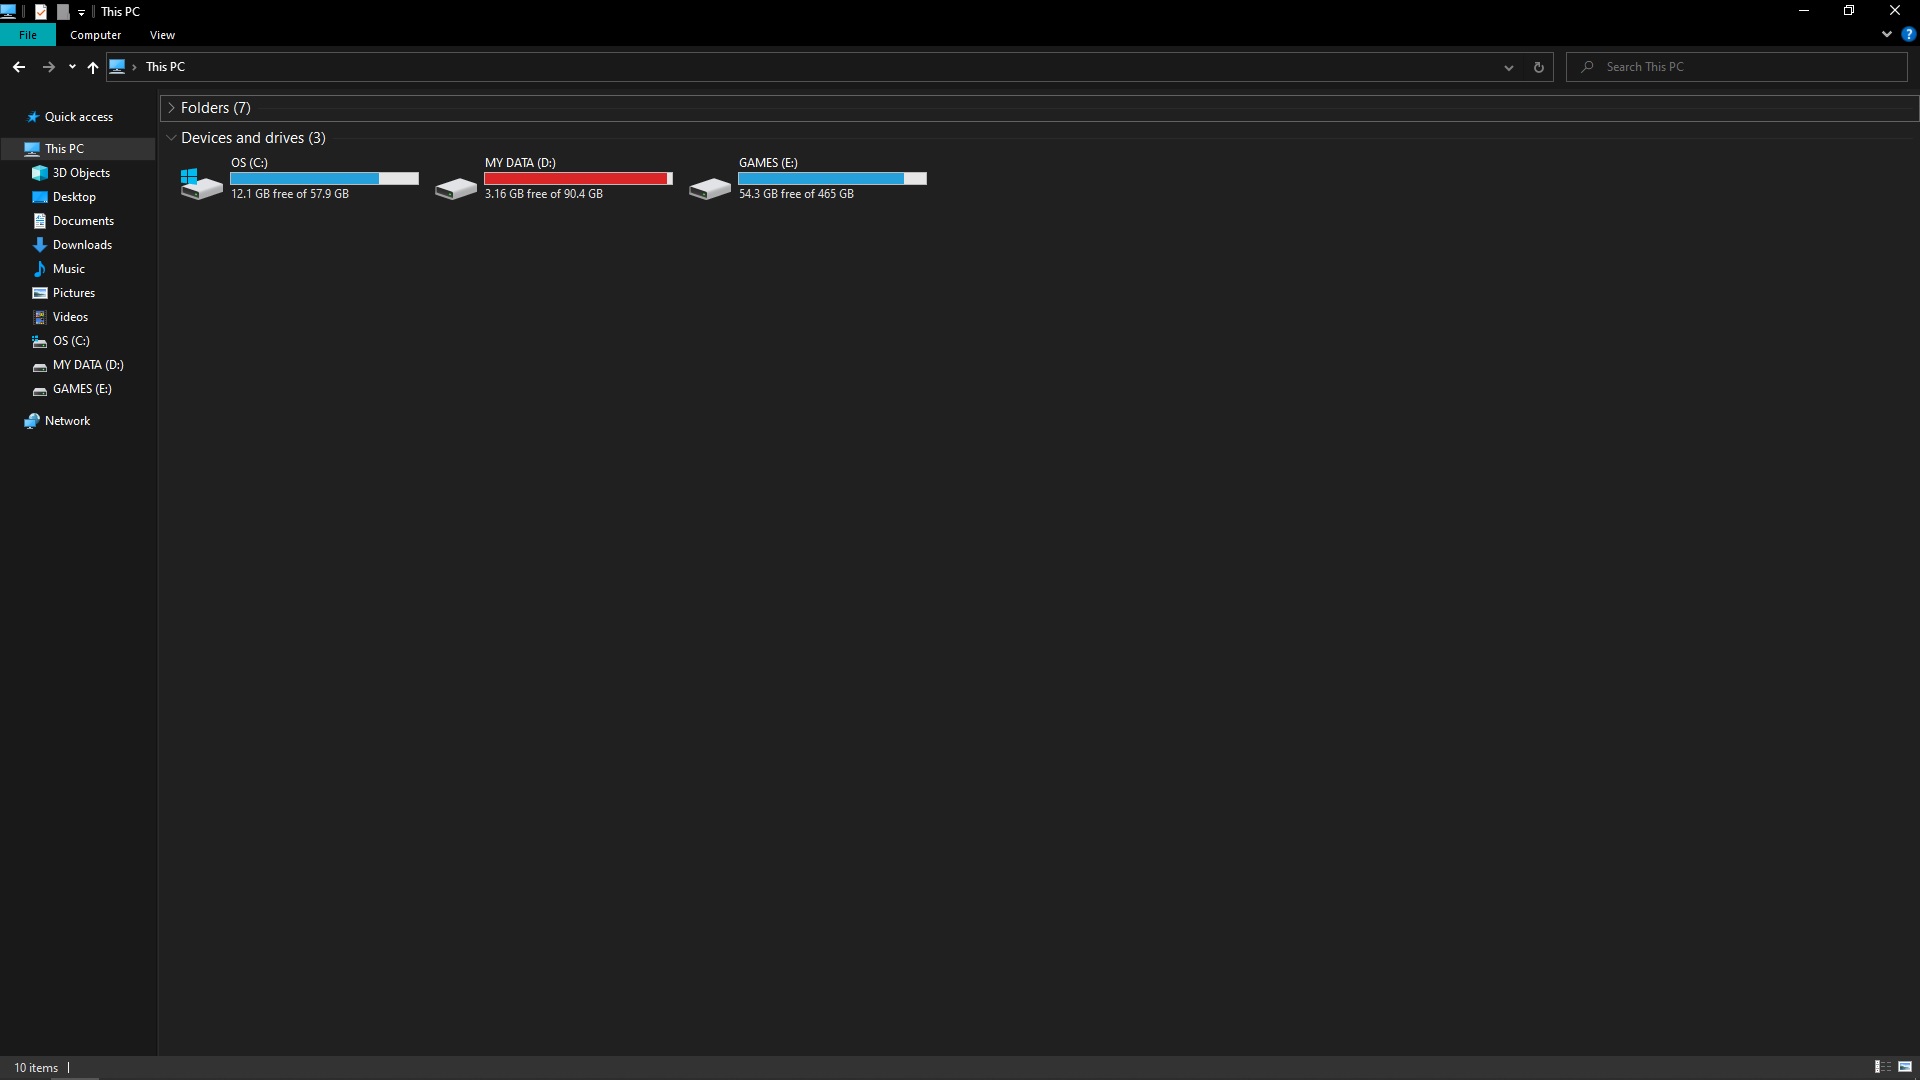 This PC
File Computer View
This PC
Search This PC
Quick access
This PC
3D Objects
Desktop
Documents
Downloads
Music
Pictures
Videos
OS (C:)
MY DATA (D:)
GAMES (E:)
Network
Folders (7)
Devices and drives (3)
OS (C:)
12.1 GB free of 57.9 GB
MY DATA (D:)
3.16 GB free of 90.4 GB
GAMES (E:)
54.3 GB free of 465 GB
10 items